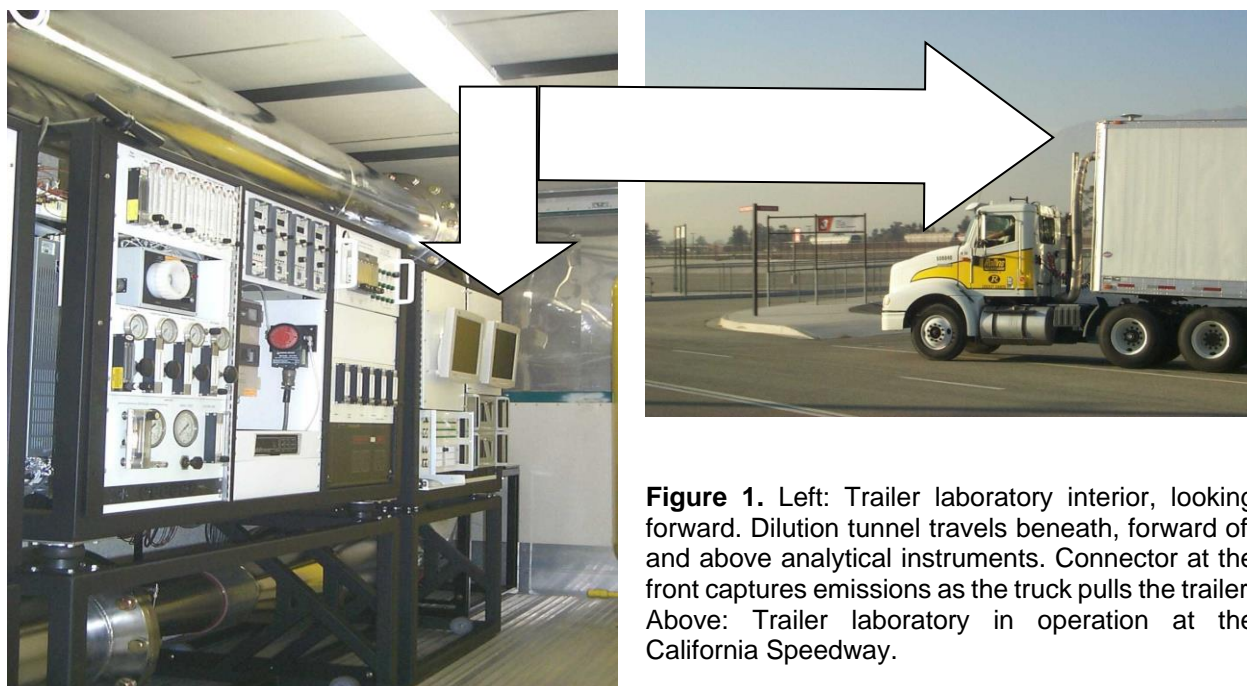 Figure 1. Left: Trailer laboratory interior, looking
forward. Dilution tunnel travels beneath, forward of
and above analytical instruments. Connector at the
front captures emissions as the truck pulls the trailer
Above: Trailer laboratory in operation at the
California Speedway.